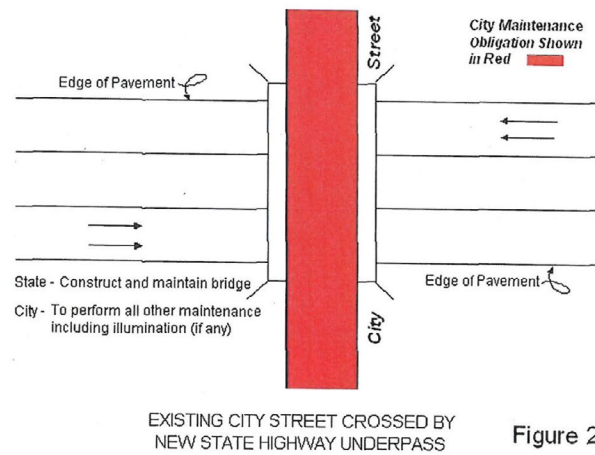 City Maintenance
Obligation Shown
in Red
Street
Edge of Pavement
State - Construct and maintain bridge
City - To perform all other maintenance
including illumination (if any)
Edge of Pavement
City
EXISTING CITY STREET CROSSED BY
NEW STATE HIGHWAY UNDERPASS
Figure 2